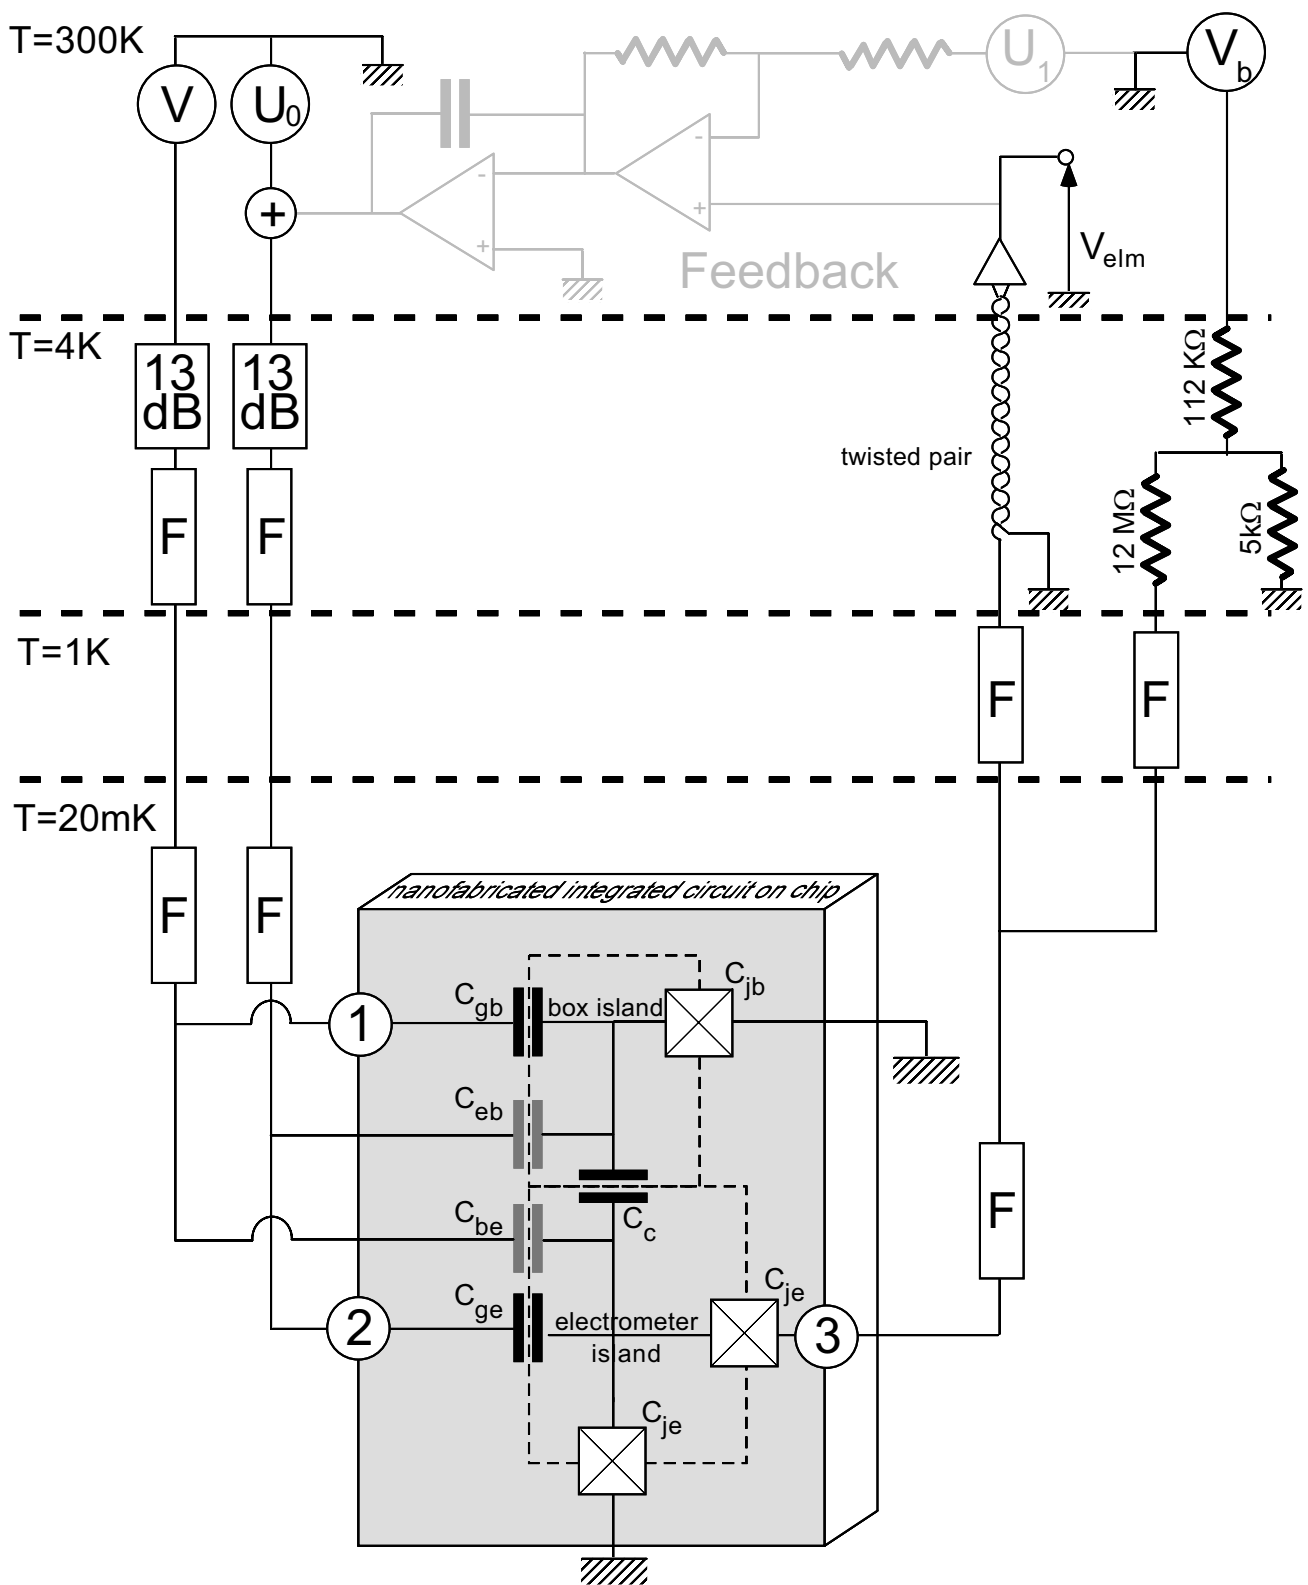 T=300K
V
U0
U1
Vb
-
+
-
+
+
Velm
Feedback
T=4K
13
dB
13
dB
112 KΩ
twisted pair
12 MΩ
5kΩ
F
F
T=1K
F
F
T=20mK
F
F
nanofabricated integrated circuit on chip
Cgb
box island
Cjb
1
Ceb
Cbe
Cc
F
Cge
electrometer
island
Cje
2
3
Cje